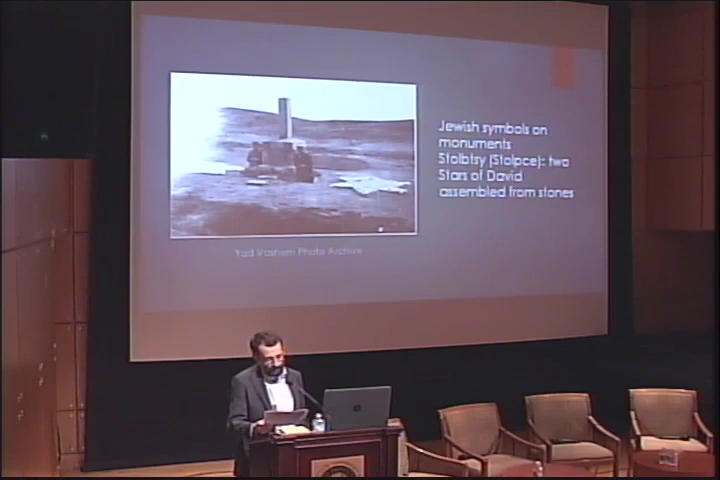 Jewish symbols on
monuments
Stolbtsy (Stolpce): two
Stars of David
assembled from stones
Yad Vashem Photo Archive